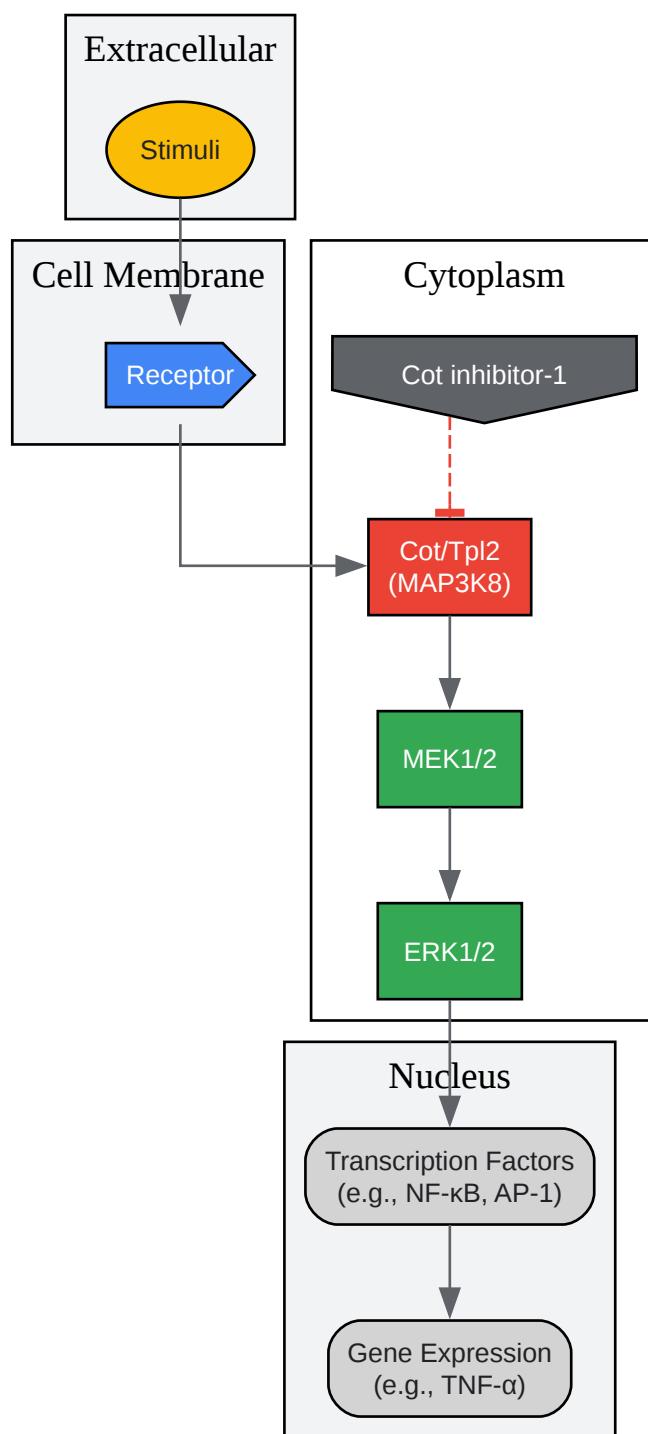 Extracellular
Stimuli
Cell Membrane
Receptor
Cytoplasm
Cot inhibitor-1
Cot/Tpl2
(MAP3K8)
MEK1/2
ERK1/2
Nucleus
Transcription Factors
(e.g., NF-κB, AP-1)
Gene Expression
(e.g., TNF-α)